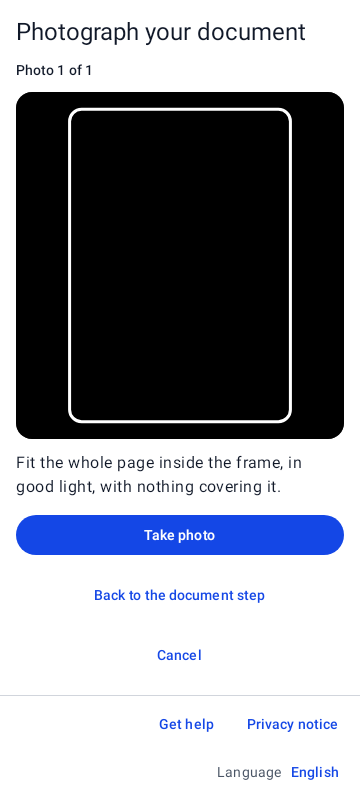 Photograph your document
Photo 1 of 1
Fit the whole page inside the frame, in
good light, with nothing covering it.
Take photo
Back to the document step
Cancel
Get help Privacy notice
Language English